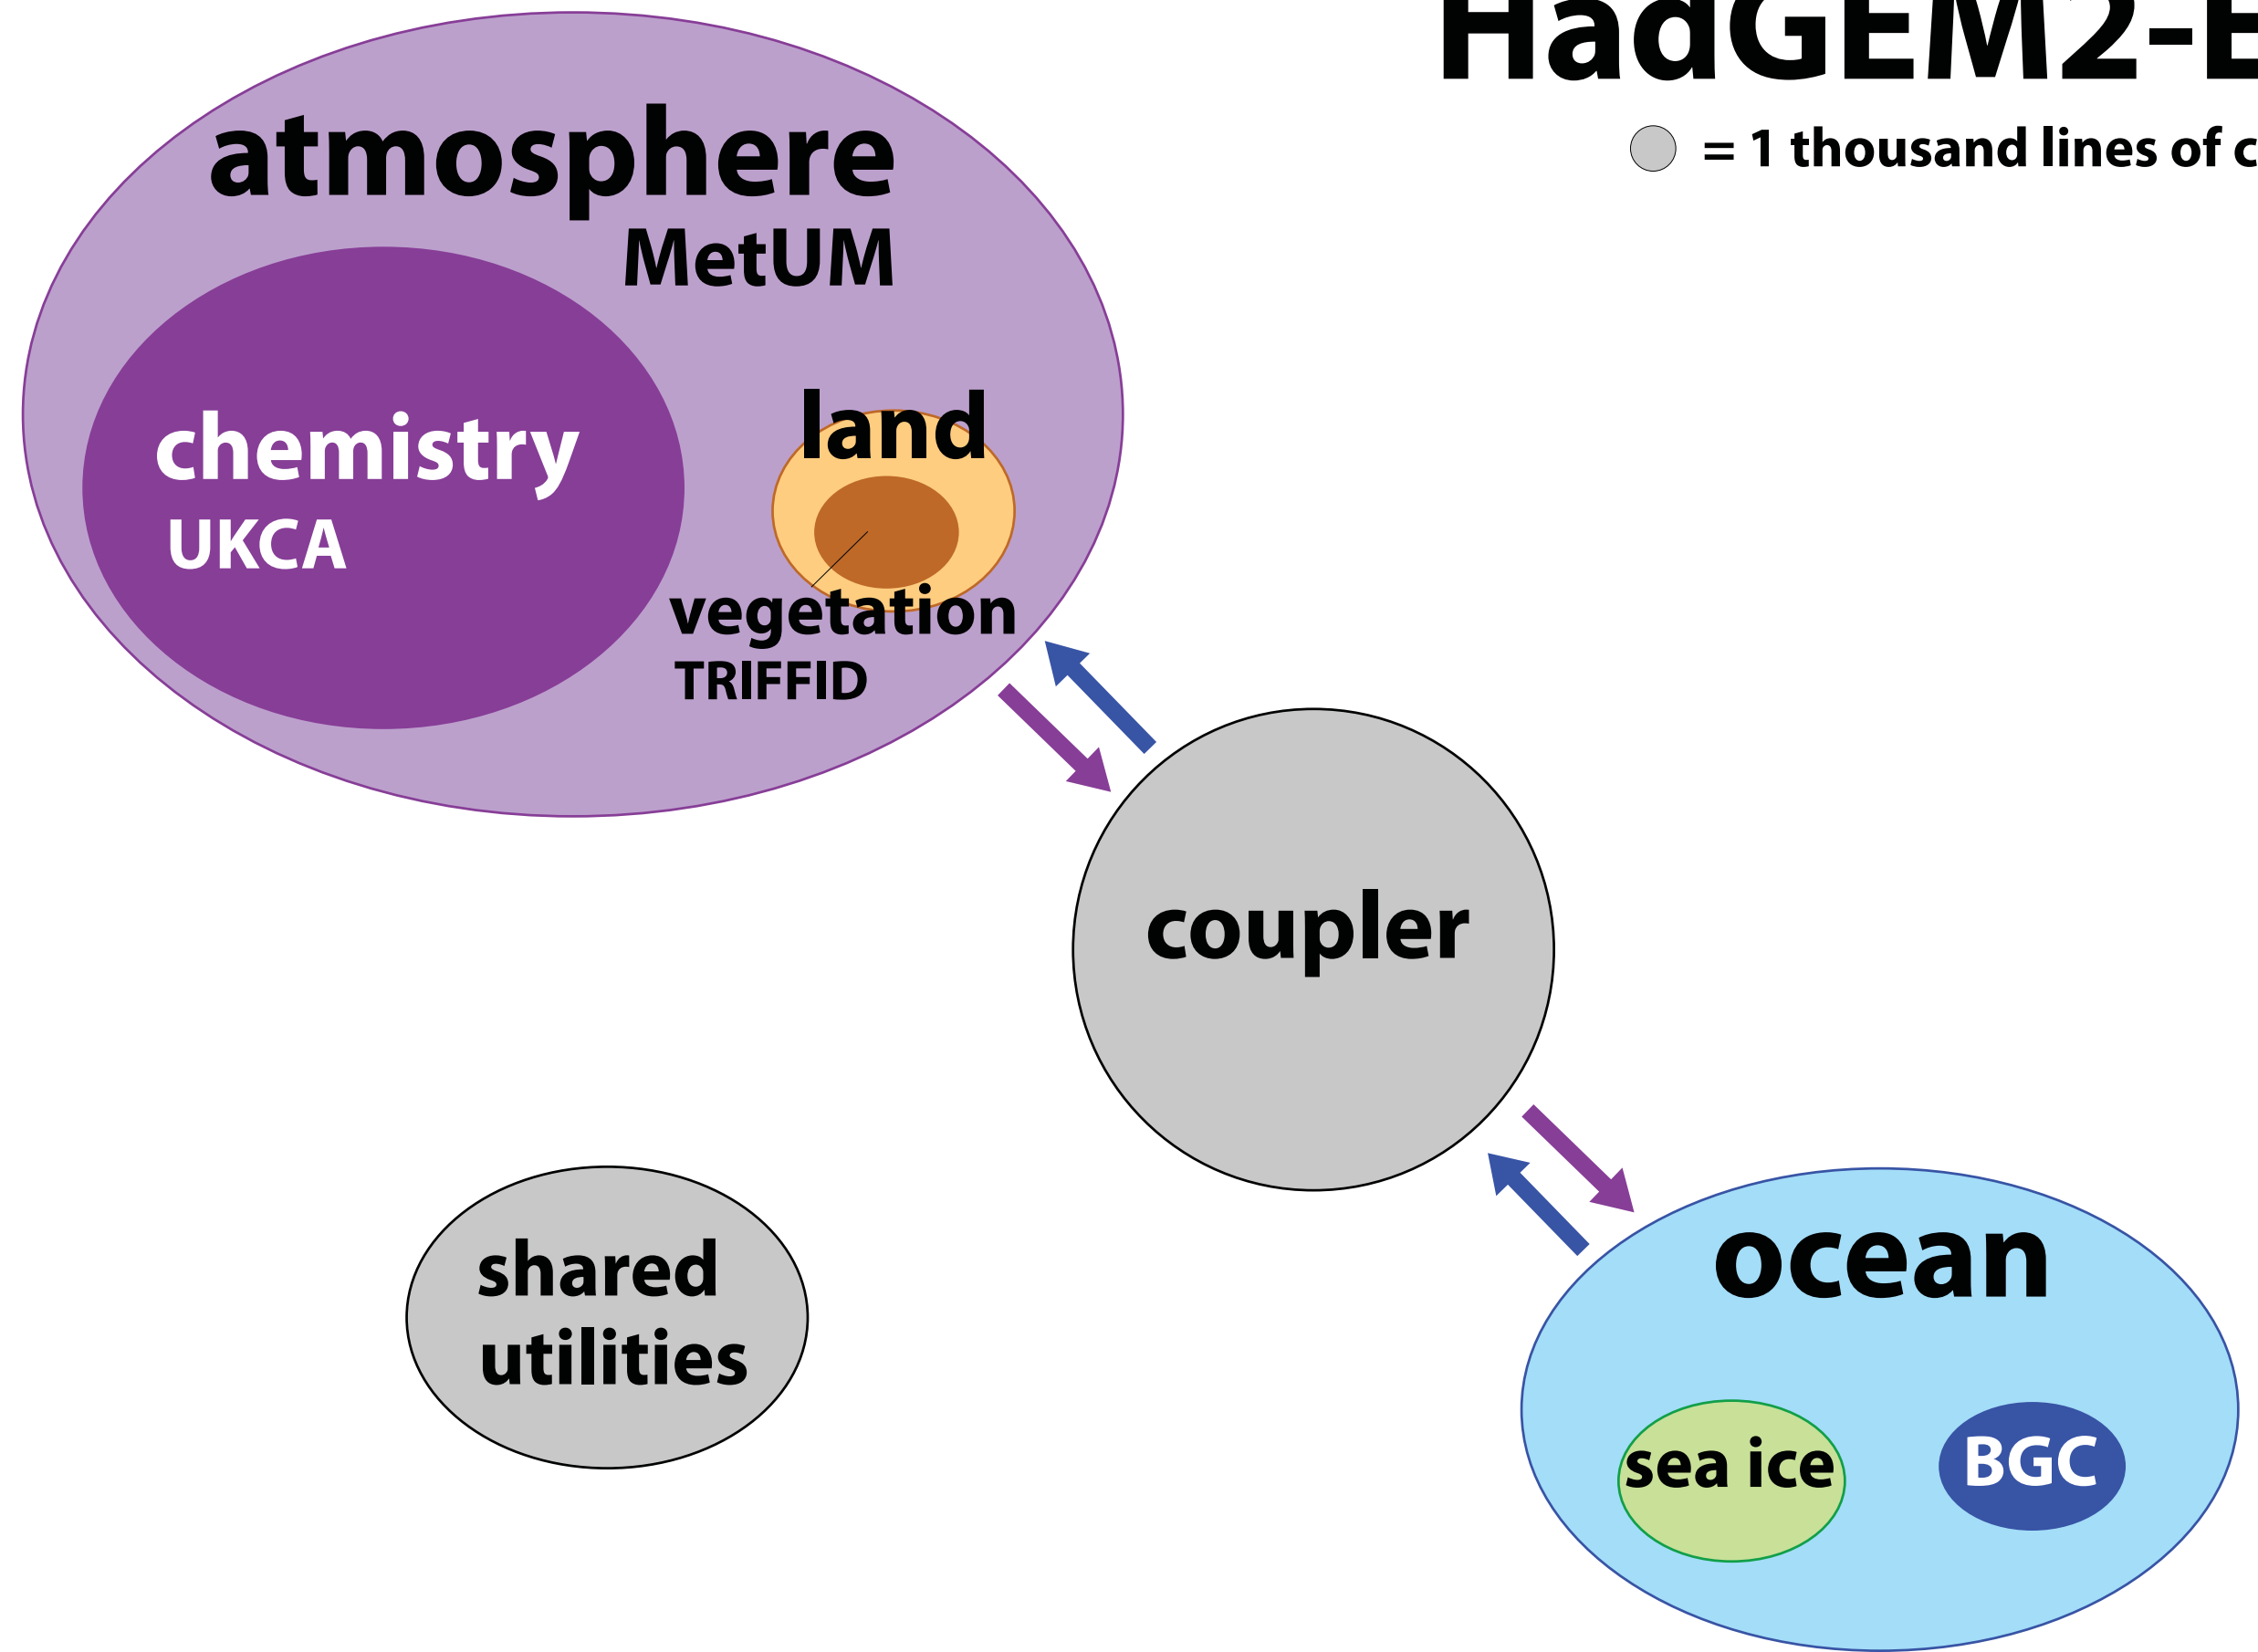 HadGEM2-E
= 1 thousand lines of c
atmosphere
MetUM
chemistry
UKCA
land
vegetation
TRIFFID
coupler
shared
utilities
ocean
sea ice
BGC